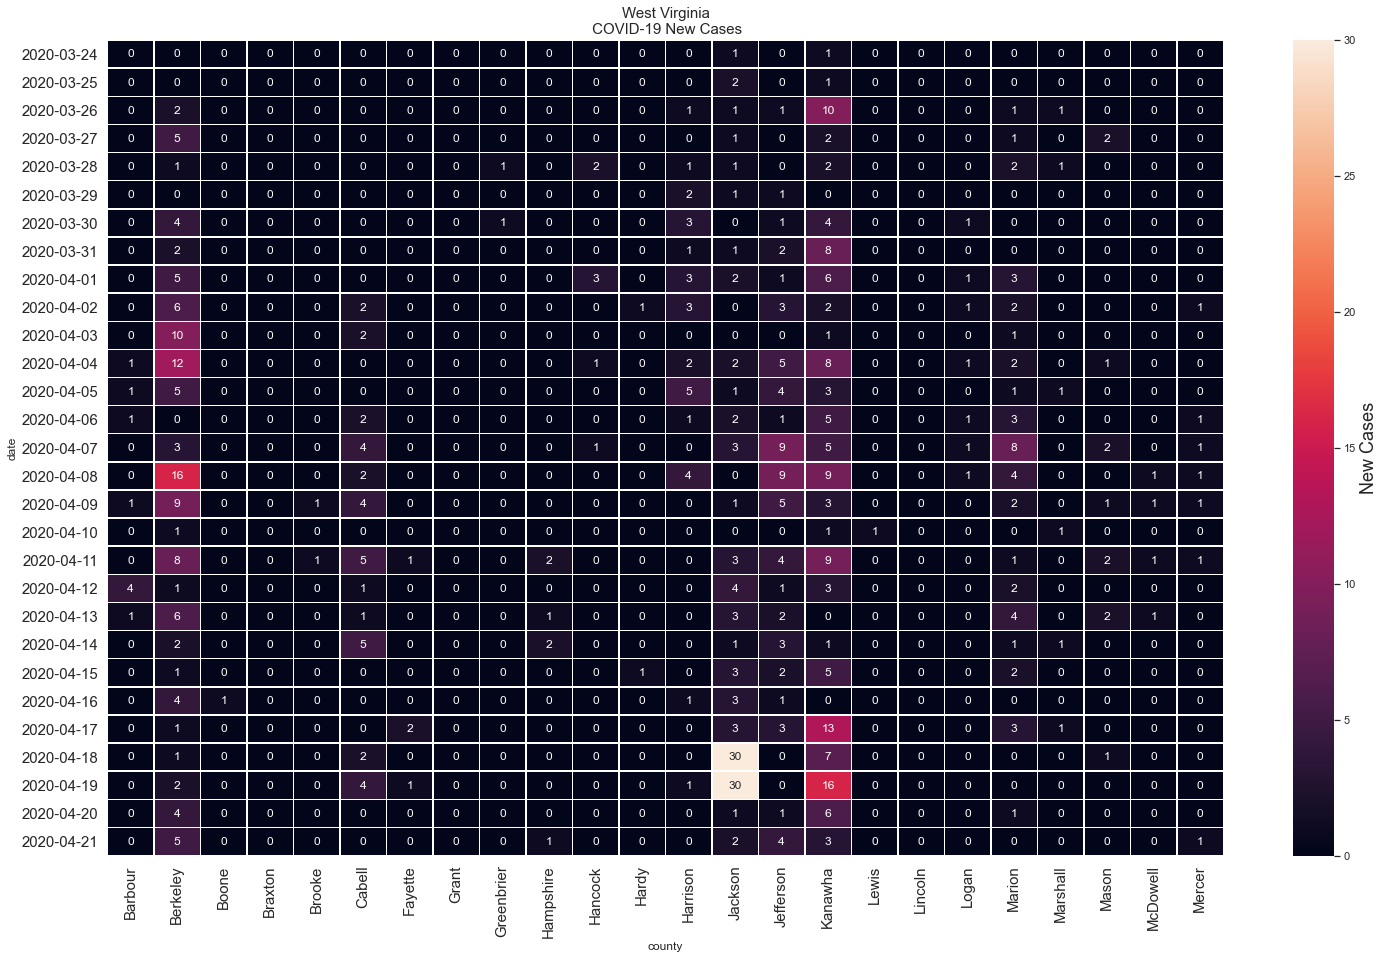 West Virginia
COVID-19 New Cases
2020-03-24 0 0 0 0 0 0 0 0 0 0 0 0 0 1 0 1 0 0 0 0 0 0 0 0
2020-03-25 0 0 0 0 0 0 0 0 0 0 0 0 0 2 0 1 0 0 0 0 0 0 0 0
2020-03-26 0 2 0 0 0 0 0 0 0 0 0 0 1 1 1 10 0 0 0 1 1 0 0 0
2020-03-27 0 5 0 0 0 0 0 0 0 0 0 0 0 1 0 2 0 0 0 1 0 2 0 0
2020-03-28 0 1 0 0 0 0 0 0 1 0 2 0 1 1 0 2 0 0 0 2 1 0 0 0
2020-03-29 0 0 0 0 0 0 0 0 0 0 0 0 2 1 1 0 0 0 0 0 0 0 0 0
2020-03-30 0 4 0 0 0 0 0 0 1 0 0 0 3 0 1 4 0 0 1 0 0 0 0 0
2020-03-31 0 2 0 0 0 0 0 0 0 0 0 0 1 1 2 8 0 0 0 0 0 0 0 0
2020-04-01 0 5 0 0 0 0 0 0 0 0 3 0 3 2 1 6 0 0 1 3 0 0 0 0
2020-04-02 0 6 0 0 0 2 0 0 0 0 0 1 3 0 3 2 0 0 1 2 0 0 0 1
2020-04-03 0 10 0 0 0 2 0 0 0 0 0 0 0 0 0 1 0 0 0 1 0 0 0 0
2020-04-04 1 12 0 0 0 0 0 0 0 0 1 0 2 2 5 8 0 0 1 2 0 1 0 0
2020-04-05 1 5 0 0 0 0 0 0 0 0 0 0 5 1 4 3 0 0 0 1 1 0 0 0
2020-04-06 1 0 0 0 0 2 0 0 0 0 0 0 1 2 1 5 0 0 1 3 0 0 0 1
2020-04-07 0 3 0 0 0 4 0 0 0 0 1 0 0 3 9 5 0 0 1 8 0 2 0 1
2020-04-08 0 16 0 0 0 2 0 0 0 0 0 0 4 0 9 9 0 0 1 4 0 0 1 1
2020-04-09 1 9 0 0 1 4 0 0 0 0 0 0 0 1 5 3 0 0 0 2 0 1 1 1
2020-04-10 0 1 0 0 0 0 0 0 0 0 0 0 0 0 0 1 1 0 0 0 1 0 0 0
2020-04-11 0 8 0 0 1 5 1 0 0 2 0 0 0 3 4 9 0 0 0 1 0 2 1 1
2020-04-12 4 1 0 0 0 1 0 0 0 0 0 0 0 4 1 3 0 0 0 2 0 0 0 0
2020-04-13 1 6 0 0 0 1 0 0 0 1 0 0 0 3 2 0 0 0 0 4 0 2 1 0
2020-04-14 0 2 0 0 0 5 0 0 0 2 0 0 0 1 3 1 0 0 0 1 1 0 0 0
2020-04-15 0 1 0 0 0 0 0 0 0 0 0 1 0 3 2 5 0 0 0 2 0 0 0 0
2020-04-16 0 4 1 0 0 0 0 0 0 0 0 0 1 3 1 0 0 0 0 0 0 0 0 0
2020-04-17 0 1 0 0 0 0 2 0 0 0 0 0 0 3 3 13 0 0 0 3 1 0 0 0
2020-04-18 0 1 0 0 0 2 0 0 0 0 0 0 0 30 0 7 0 0 0 0 0 1 0 0
2020-04-19 0 2 0 0 0 4 1 0 0 0 0 0 1 30 0 16 0 0 0 0 0 0 0 0
2020-04-20 0 4 0 0 0 0 0 0 0 0 0 0 0 1 1 6 0 0 0 1 0 0 0 0
2020-04-21 0 5 0 0 0 0 0 0 0 1 0 0 0 2 4 3 0 0 0 0 0 0 0 1
date
Barbour Berkeley Boone Braxton Brooke Cabell Fayette Grant Greenbrier Hampshire Hancock Hardy Harrison Jackson Jefferson Kanawha Lewis Lincoln Logan Marion Marshall Mason McDowell Mercer
county
30
25
20
15
10
5
0
New Cases